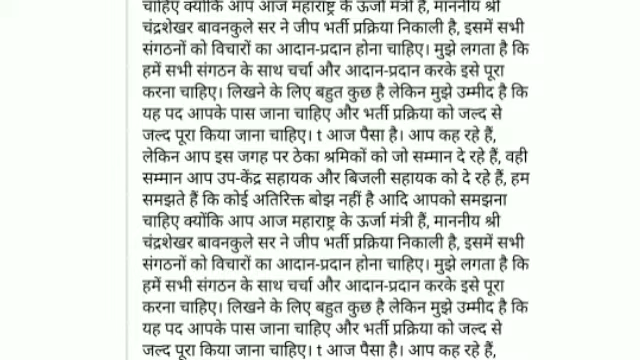 चाहिए क्योंकि आप आज महाराष्ट्र के ऊर्जा मंत्री हैं, माननीय श्री
चंद्रशेखर बावनकुले सर ने जीप भर्ती प्रक्रिया निकाली है, इसमें सभी
संगठनों को विचारों का आदान-प्रदान होना चाहिए। मुझे लगता है कि
हमें सभी संगठन के साथ चर्चा और आदान-प्रदान करके इसे पूरा
करना चाहिए। लिखने के लिए बहुत कुछ है लेकिन मुझे उम्मीद है कि
यह पद आपके पास जाना चाहिए और भर्ती प्रक्रिया को जल्द से
जल्द पूरा किया जाना चाहिए। t आज पैसा है। आप कह रहे हैं,
लेकिन आप इस जगह पर ठेका श्रमिकों को जो सम्मान दे रहे हैं, वही
सम्मान आप उप-केंद्र सहायक और बिजली सहायक को दे रहे हैं, हम
समझते हैं कि कोई अतिरिक्त बोझ नहीं है आदि आपको समझना
चाहिए क्योंकि आप आज महाराष्ट्र के ऊर्जा मंत्री हैं, माननीय श्री
चंद्रशेखर बावनकुले सर ने जीप भर्ती प्रक्रिया निकाली है, इसमें सभी
संगठनों को विचारों का आदान-प्रदान होना चाहिए। मुझे लगता है कि
हमें सभी संगठन के साथ चर्चा और आदान-प्रदान करके इसे पूरा
करना चाहिए। लिखने के लिए बहुत कुछ है लेकिन मुझे उम्मीद है कि
यह पद आपके पास जाना चाहिए और भर्ती प्रक्रिया को जल्द से
जल्द पूरा किया जाना चाहिए। t आज पैसा है। आप कह रहे हैं,